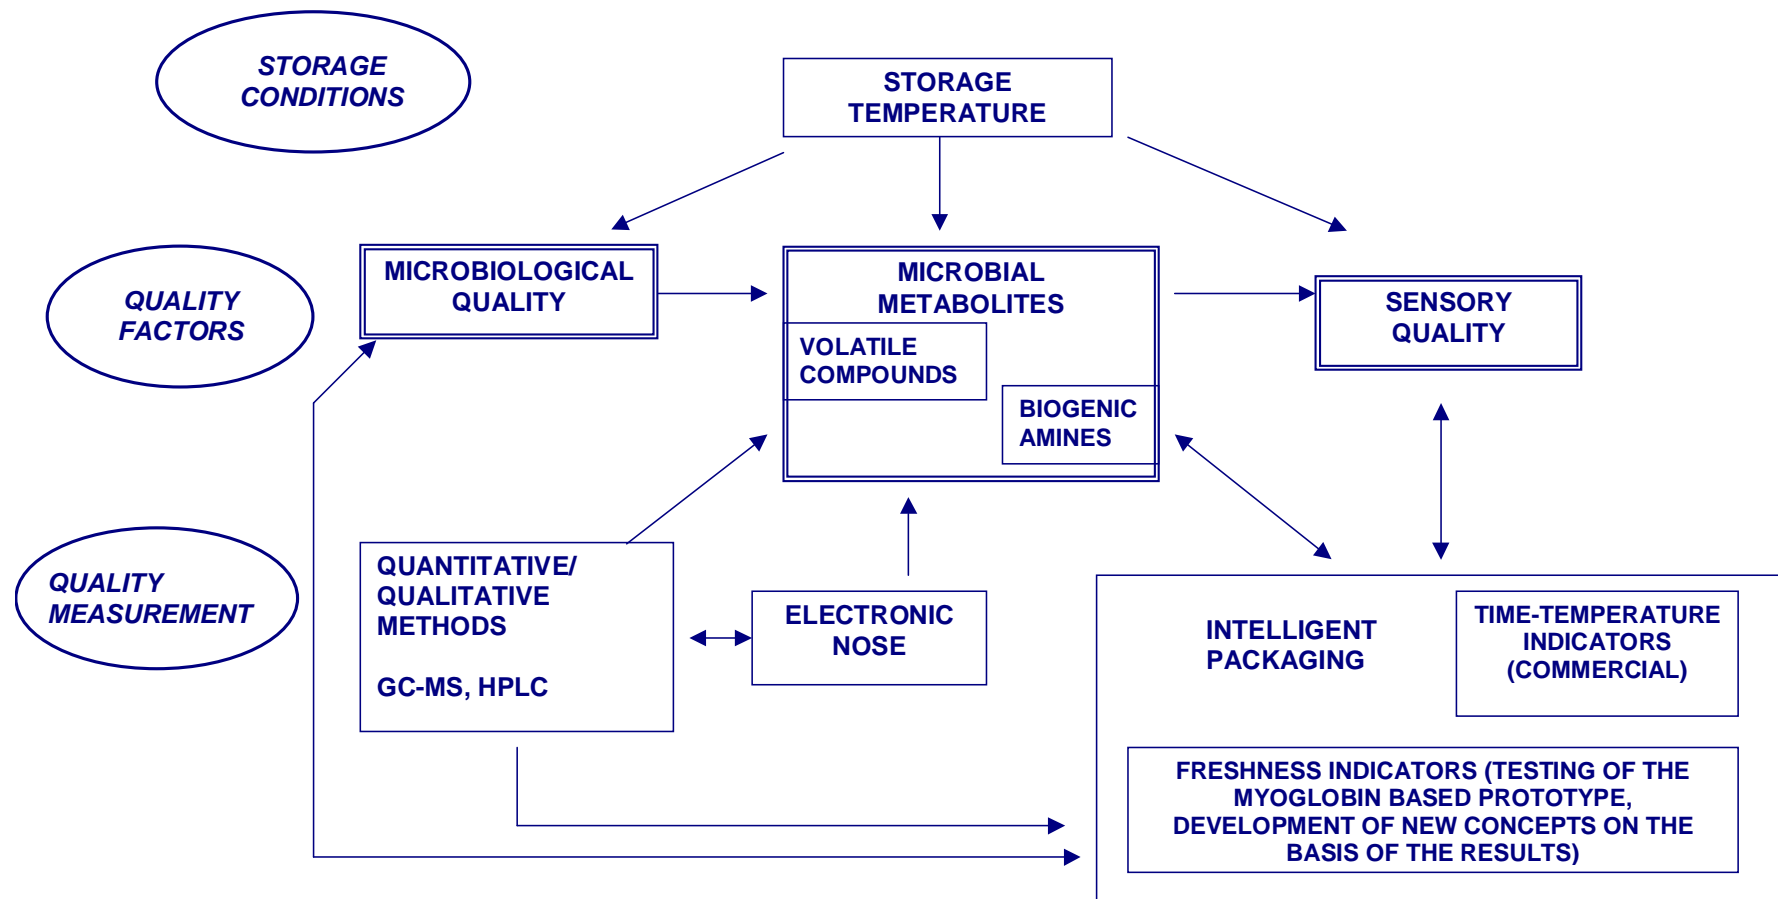 STORAGE
CONDITIONS
STORAGE
TEMPERATURE
QUALITY
FACTORS
MICROBIOLOGICAL
QUALITY
MICROBIAL
METABOLITES
VOLATILE
COMPOUNDS
BIOGENIC
AMINES
SENSORY
QUALITY
QUALITY
MEASUREMENT
QUANTITATIVE/
QUALITATIVE
METHODS
GC-MS, HPLC
ELECTRONIC
NOSE
INTELLIGENT
PACKAGING
TIME-TEMPERATURE
INDICATORS
(COMMERCIAL)
FRESHNESS INDICATORS (TESTING OF THE
MYOGLOBIN BASED PROTOTYPE,
DEVELOPMENT OF NEW CONCEPTS ON THE
BASIS OF THE RESULTS)